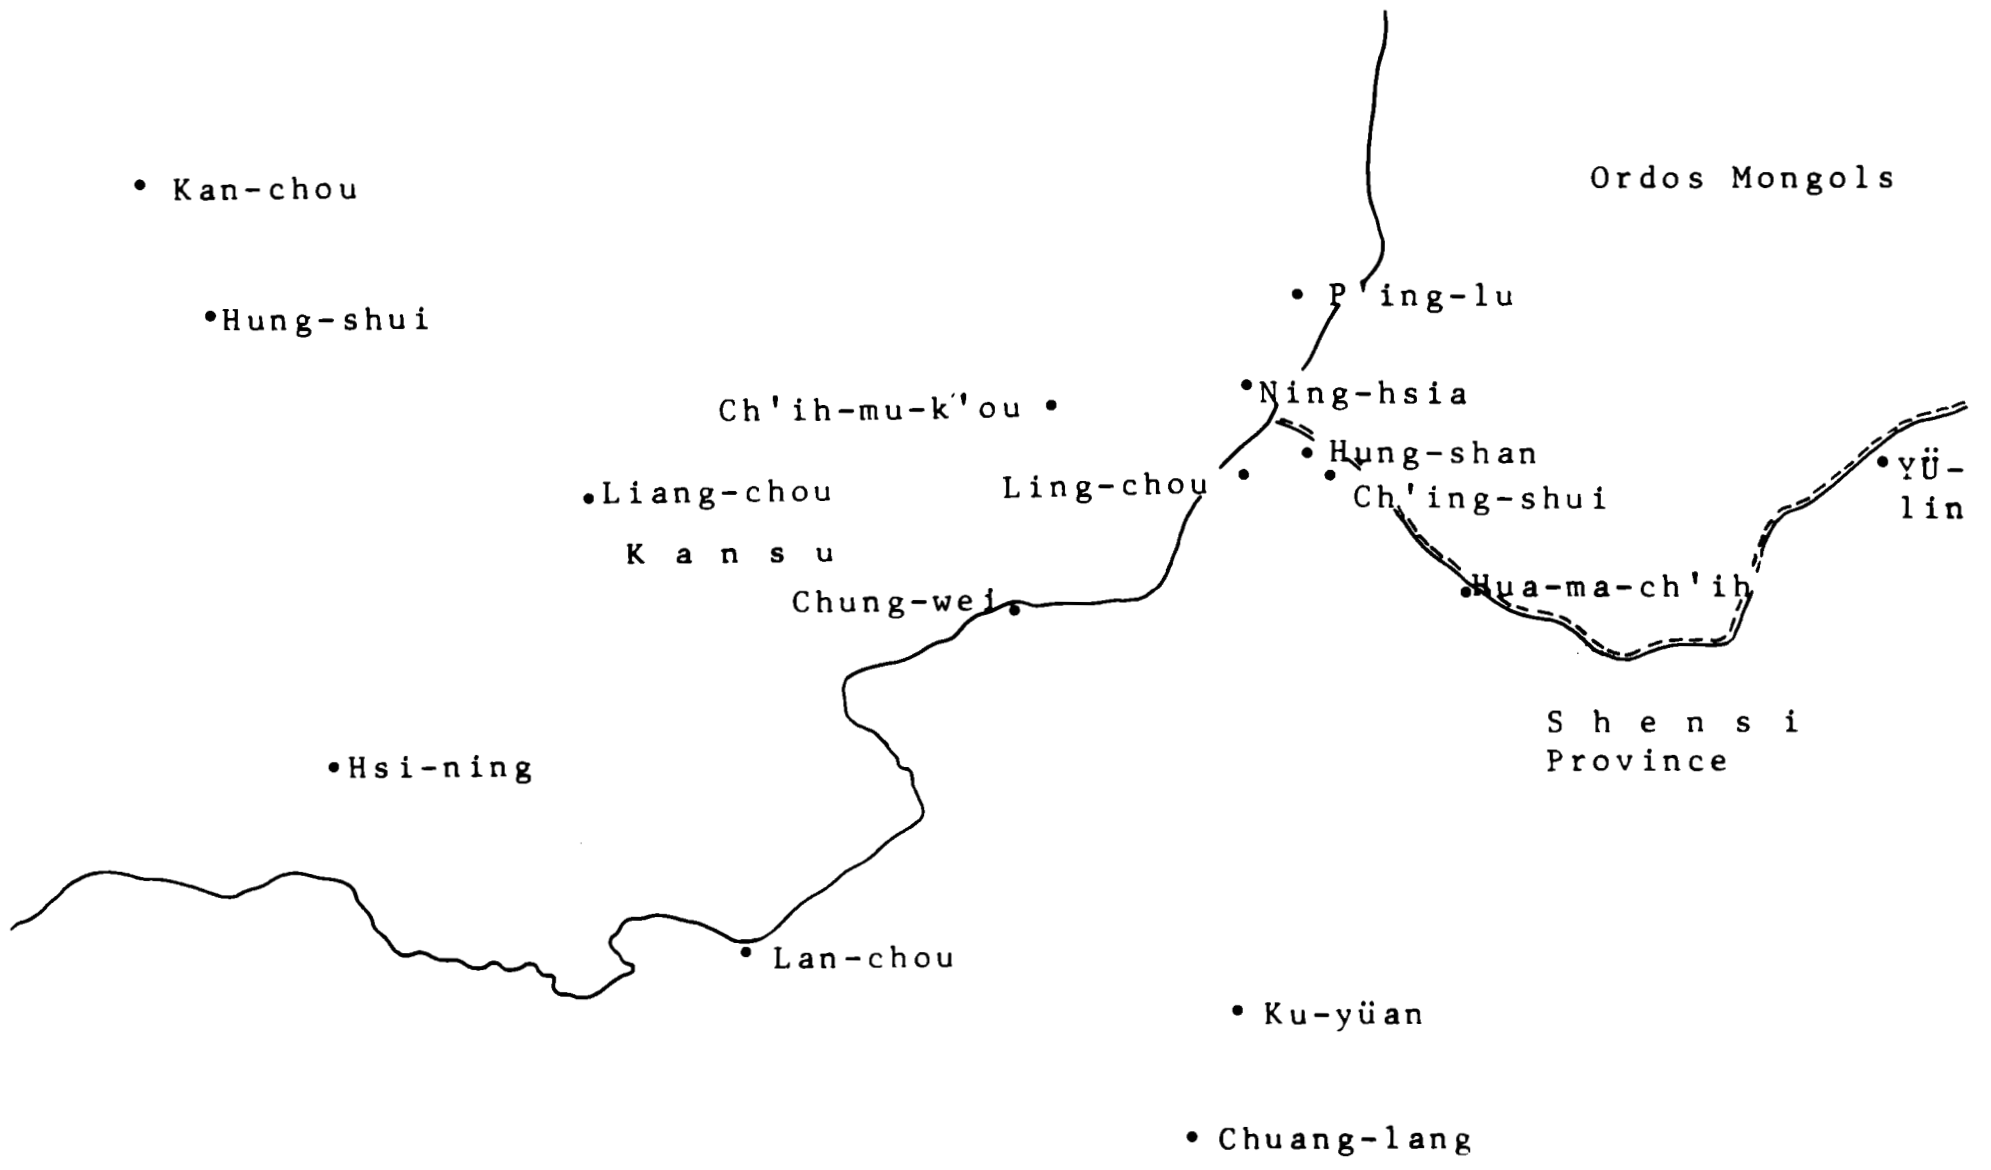 Ordos Mongols
Kan-chou
P'ing-lu
Hung-shui
Ning-hsia
Ch'ih-mu-k'ou
Hung-shan
YÜ-
lin
Ling-chou
Liang-chou
Ch'ing-shui
Kansu
Hua-ma-ch'ih
Chung-wei
Shensi
Province
Hsi-ning
Lan-chou
Ku-yüan
Chuang-lang